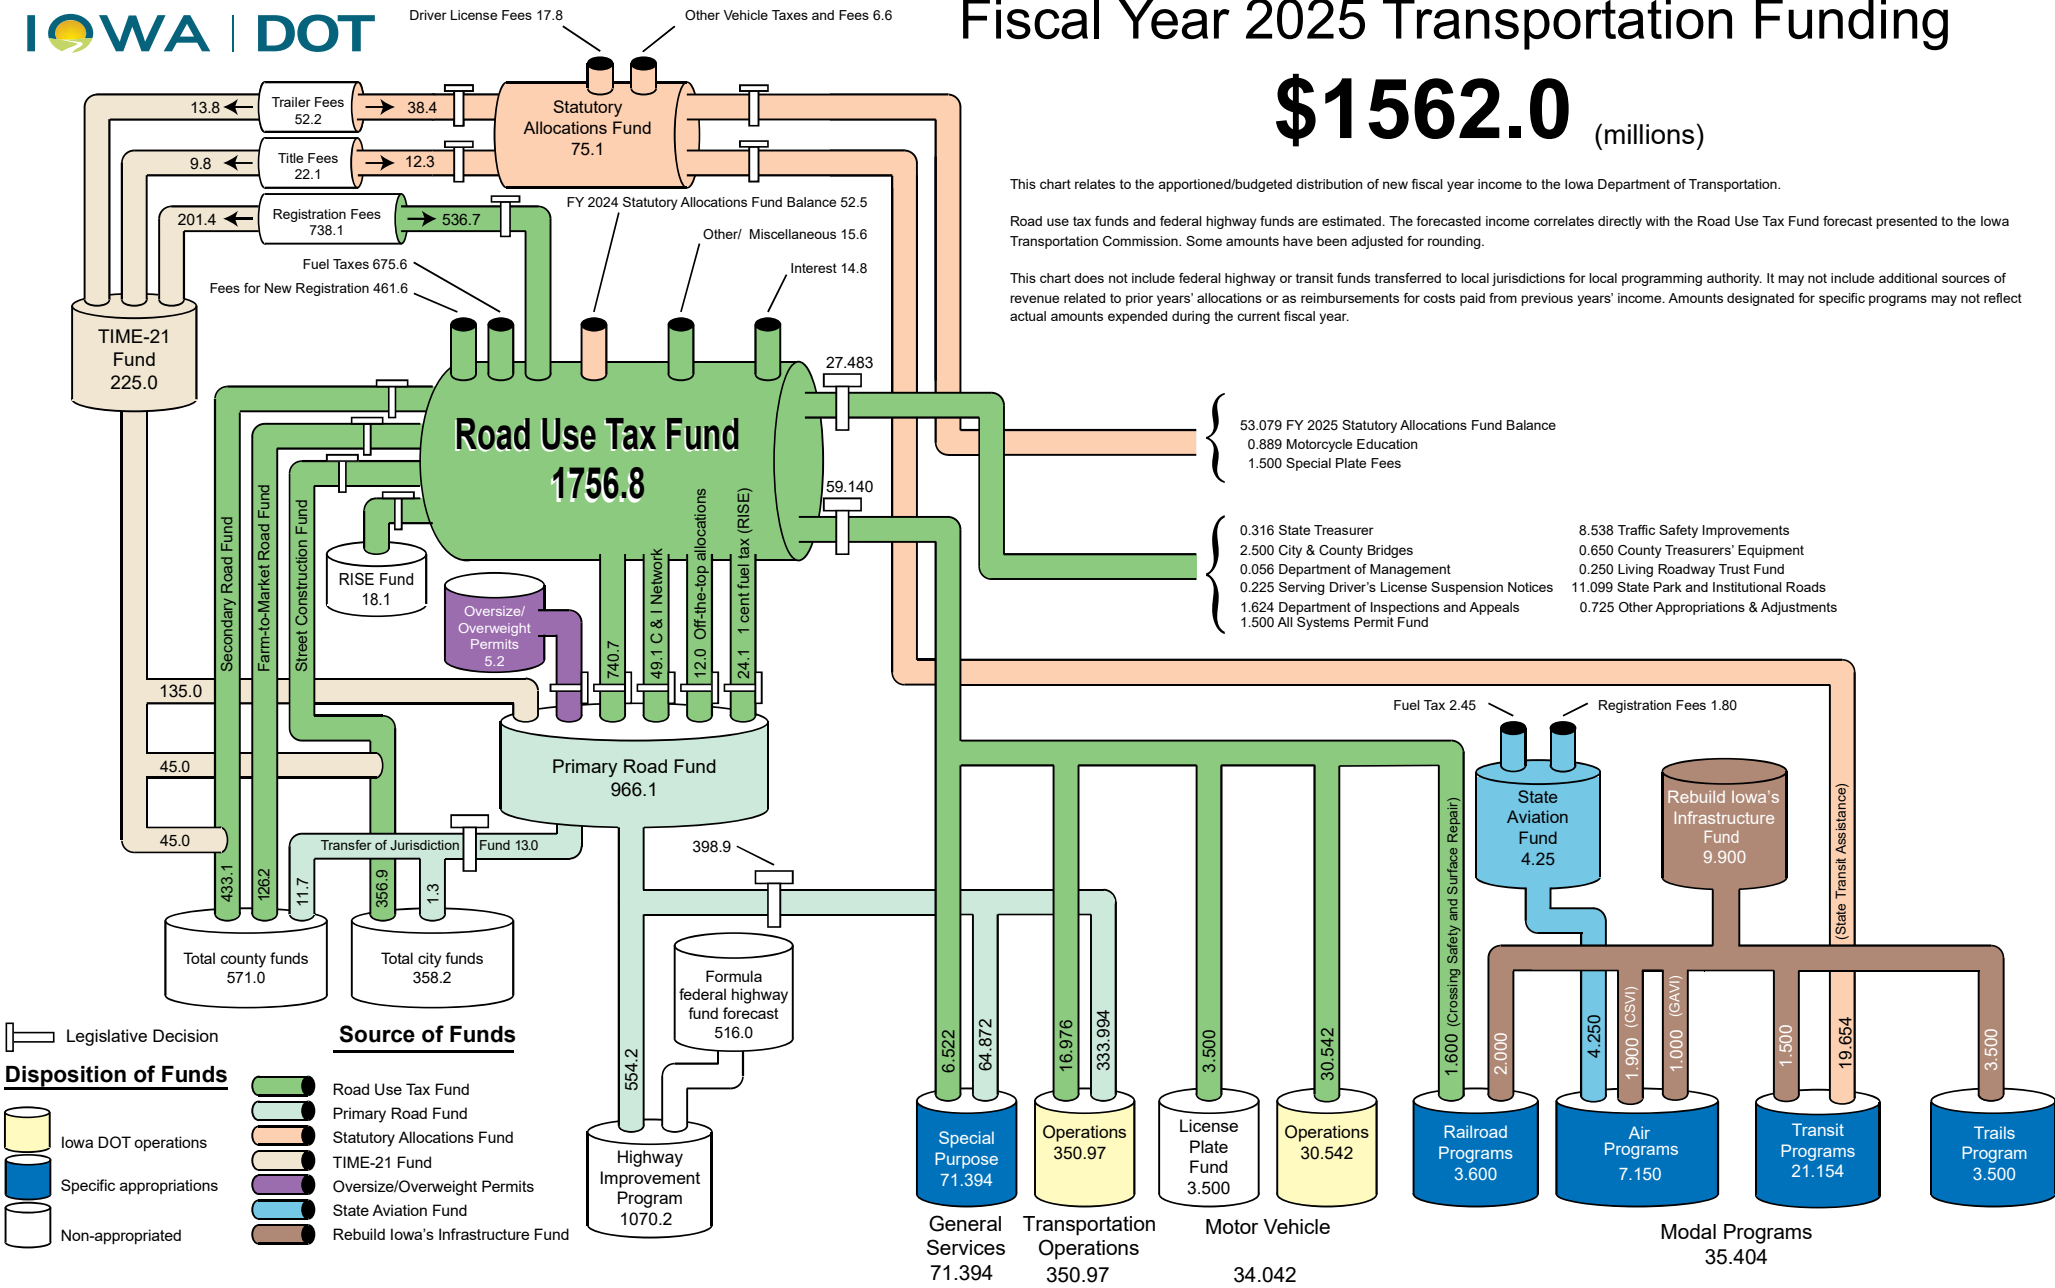 IOWA | DOT
Fiscal Year 2025 Transportation Funding
$1562.0 (millions)
This chart relates to the apportioned/budgeted distribution of new fiscal year income to the Iowa Department of Transportation.
Road use tax funds and federal highway funds are estimated. The forecasted income correlates directly with the Road Use Tax Fund forecast presented to the Iowa
Transportation Commission. Some amounts have been adjusted for rounding.
This chart does not include federal highway or transit funds transferred to local jurisdictions for local programming authority. It may not include additional sources of
revenue related to prior years’ allocations or as reimbursements for costs paid from previous years’ income. Amounts designated for specific programs may not reflect
actual amounts expended during the current fiscal year.
Driver License Fees 17.8
Other Vehicle Taxes and Fees 6.6
13.8
Trailer Fees
52.2
38.4
Statutory
Allocations Fund
75.1
9.8
Title Fees
22.1
12.3
201.4
Registration Fees
738.1
536.7
FY 2024 Statutory Allocations Fund Balance 52.5
Other/ Miscellaneous 15.6
Fuel Taxes 675.6
Interest 14.8
Fees for New Registration 461.6
TIME-21
Fund
225.0
Road Use Tax Fund
1756.8
27.483
59.140
53.079 FY 2025 Statutory Allocations Fund Balance
0.889 Motorcycle Education
1.500 Special Plate Fees
0.316 State Treasurer
2.500 City & County Bridges
0.056 Department of Management
0.225 Serving Driver’s License Suspension Notices
1.624 Department of Inspections and Appeals
1.500 All Systems Permit Fund
8.538 Traffic Safety Improvements
0.650 County Treasurers’ Equipment
0.250 Living Roadway Trust Fund
11.099 State Park and Institutional Roads
0.725 Other Appropriations & Adjustments
Secondary Road Fund
Farm-to-Market Road Fund
Street Construction Fund
RISE Fund
18.1
Oversize/
Overweight
Permits
5.2
740.7
49.1 C & I Network
12.0 Off-the-top allocations
24.1 1 cent fuel tax (RISE)
135.0
45.0
45.0
Primary Road Fund
966.1
Transfer of Jurisdiction Fund 13.0
398.9
433.1
126.2
11.7
356.9
1.3
Total county funds
571.0
Total city funds
358.2
Formula
federal highway
fund forecast
516.0
554.2
Highway
Improvement
Program
1070.2
Fuel Tax 2.45
Registration Fees 1.80
State
Aviation
Fund
4.25
Rebuild Iowa’s
Infrastructure
Fund
9.900
6.522
64.872
16.976
333.994
3.500
30.542
1.600 (Crossing Safety and Surface Repair)
2.000
4.250
1.900 (CSVI)
1.000 (GAVI)
1.500
19.654
(State Transit Assistance)
3.500
Special
Purpose
71.394
Operations
350.97
License
Plate
Fund
3.500
Operations
30.542
Railroad
Programs
3.600
Air
Programs
7.150
Transit
Programs
21.154
Trails
Program
3.500
General
Services
71.394
Transportation
Operations
350.97
Motor Vehicle
34.042
Modal Programs
35.404
Legislative Decision
Disposition of Funds
Iowa DOT operations
Specific appropriations
Non-appropriated
Source of Funds
Road Use Tax Fund
Primary Road Fund
Statutory Allocations Fund
TIME-21 Fund
Oversize/Overweight Permits
State Aviation Fund
Rebuild Iowa’s Infrastructure Fund